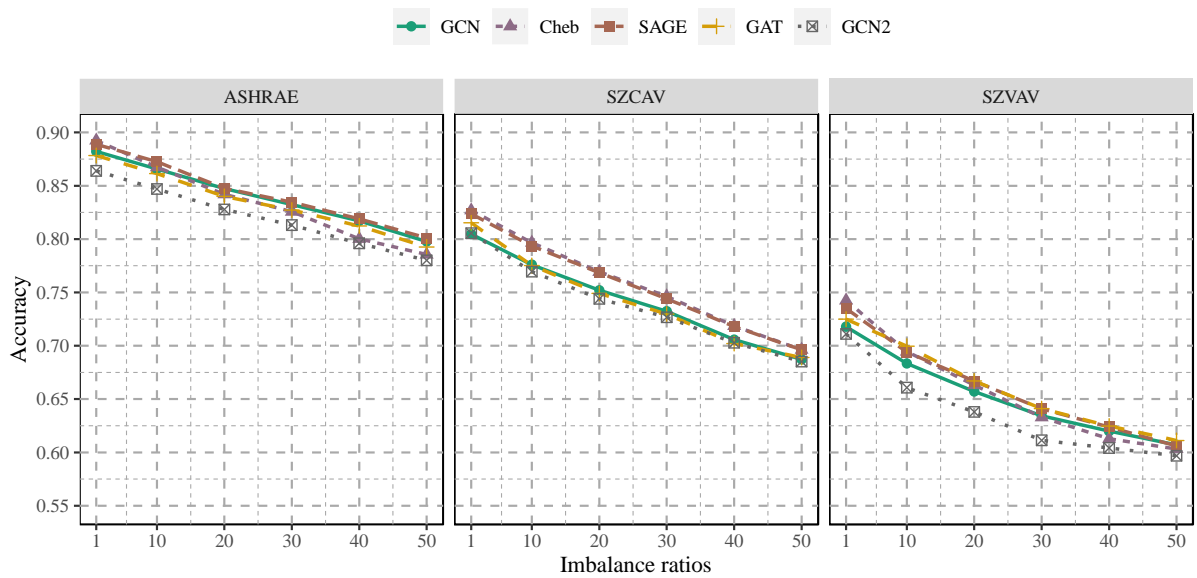 GCN Cheb SAGE GAT GCN2
ASHRAE SZCAV SZVAV
Accuracy
0.90
0.85
0.80
0.75
0.70
0.65
0.60
0.55
1 10 20 30 40 50 1 10 20 30 40 50 1 10 20 30 40 50
Imbalance ratios